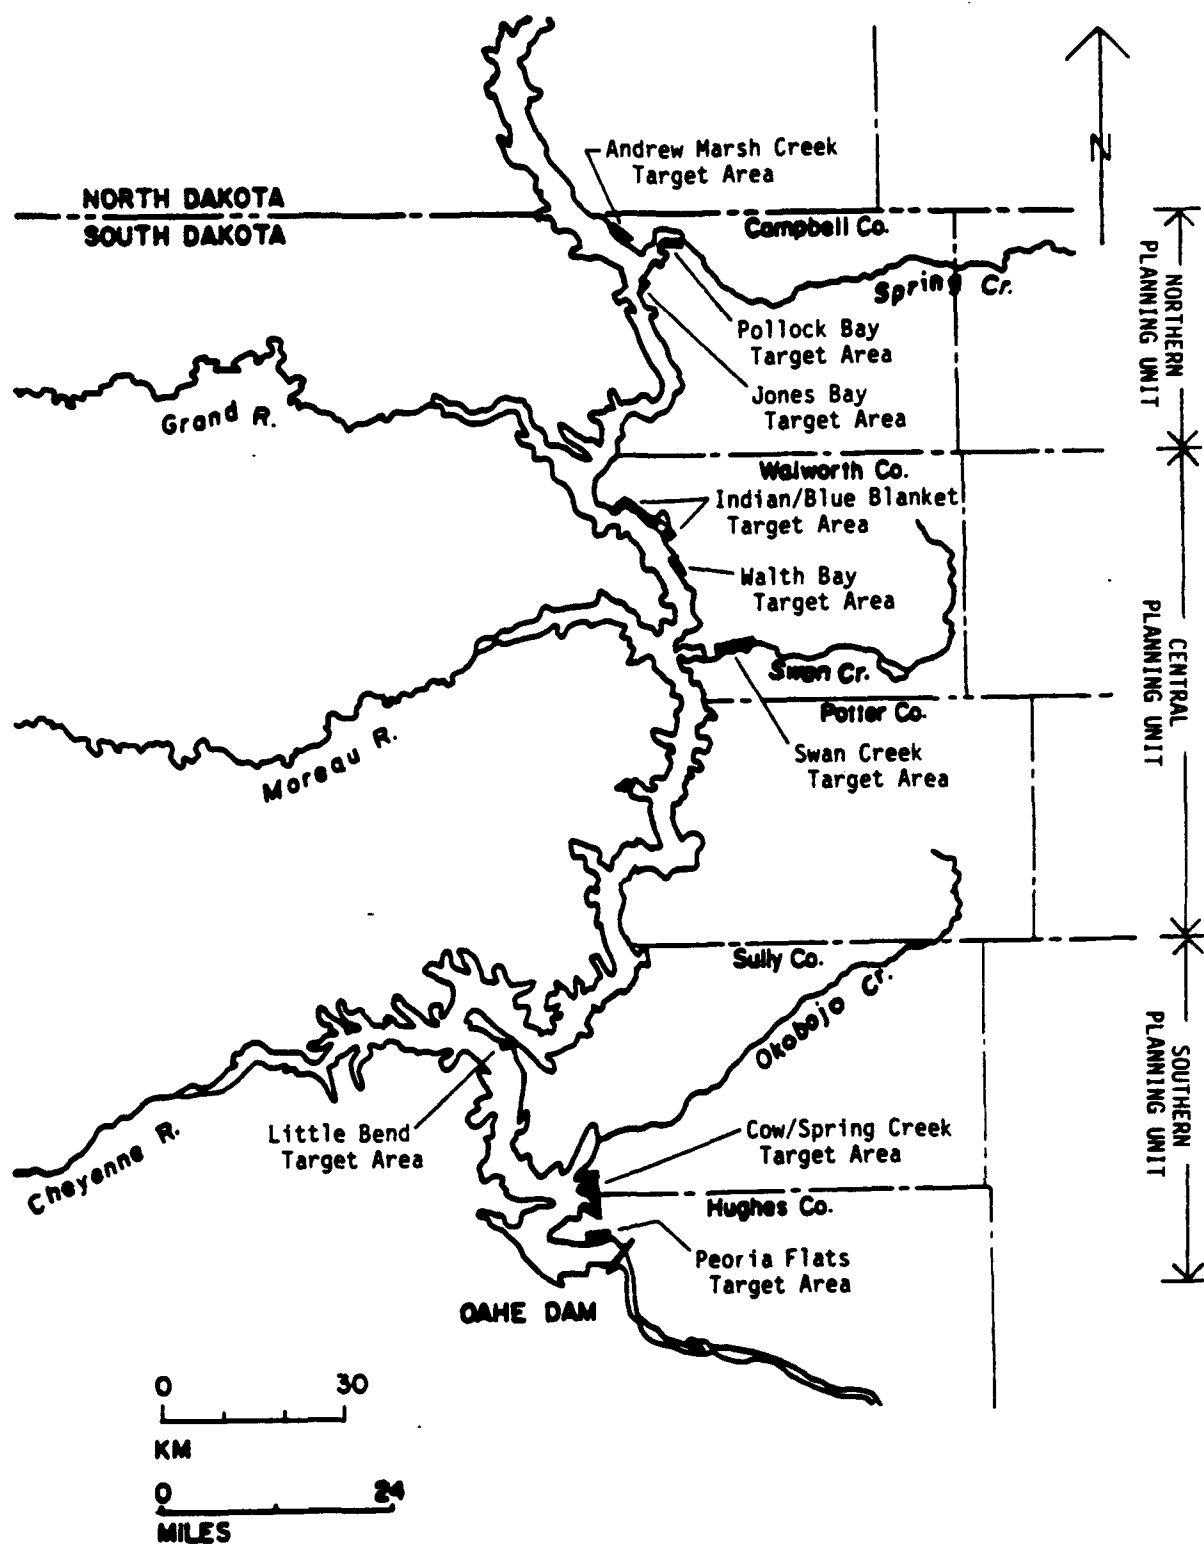 Andrew Marsh Creek
Target Area
N
NORTH DAKOTA
SOUTH DAKOTA
Campbell Co.
Spring Cr.
NORTHERN
PLANNING UNIT
Pollock Bay
Target Area
Jones Bay
Target Area
Grand R.
Walworth Co.
Indian/Blue Blanket
Target Area
Walth Bay
Target Area
Swan Cr.
CENTRAL
PLANNING UNIT
Potter Co.
Moreau R.
Swan Creek
Target Area
Sully Co.
Okobojo Cr.
SOUTHERN
PLANNING UNIT
Cheyenne R.
Little Bend
Target Area
Cow/Spring Creek
Target Area
Hughes Co.
Peoria Flats
Target Area
OAHE DAM
0 30
KM
0 24
MILES